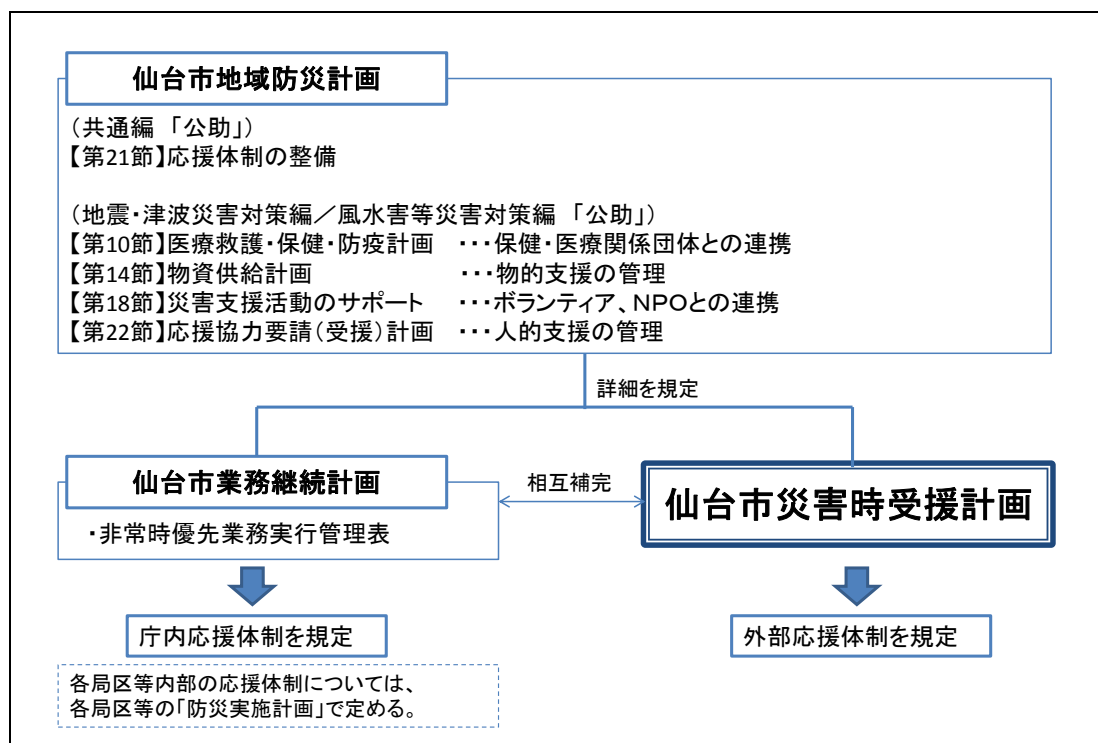 仙台市地域防災計画
(共通編 「公助」)
【第21節】応援体制の整備
(地震・津波災害対策編/風水害等災害対策編 「公助」)
【第10節】医療救護・保健・防疫計画 ・・・保健・医療関係団体との連携
【第14節】物資供給計画 ・・・物的支援の管理
【第18節】災害支援活動のサポート ・・・ボランティア、NPOとの連携
【第22節】応援協力要請(受援)計画 ・・・人的支援の管理
詳細を規定
仙台市業務継続計画
・非常時優先業務実行管理表
相互補完
仙台市災害時受援計画
庁内応援体制を規定
外部応援体制を規定
各局区等内部の応援体制については、
各局区等の「防災実施計画」で定める。